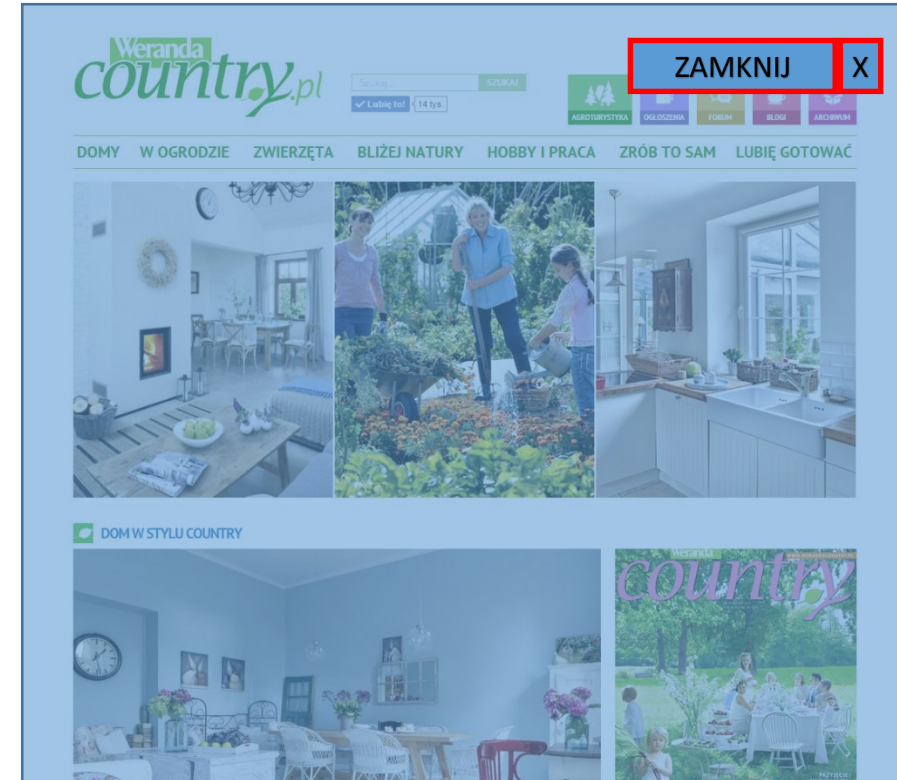 Weranda
country.pl
Szukaj...
SZUKAJ
Lubię to!
14 tys.
ZAMKNIJ
X
AGROTURYSTYKA
OGŁOSZENIA
FORUM
BLOGI
ARCHIWUM
DOMY
W OGRODZIE
ZWIERZĘTA
BLIŻEJ NATURY
HOBBY I PRACA
ZRÓB TO SAM
LUBIĘ GOTOWAĆ
DOM W STYLU COUNTRY
Weranda
country